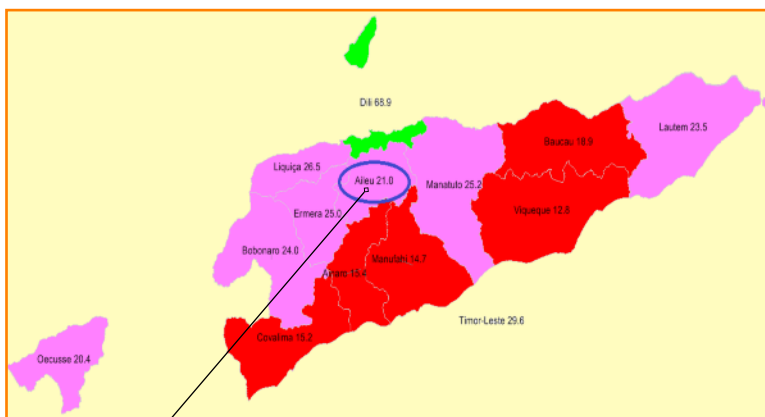 Dili 68.9
Baucau 18.9
Lautem 23.5
Liquiça 26.5
Aileu 21.0
Manatuto 25.2
Viqueque 12.8
Ermera 25.0
Bobonaro 24.0
Manufahi 14.7
Ainaro 15.4
Timor-Leste 29.6
Covalima 15.2
Oecusse 20.4